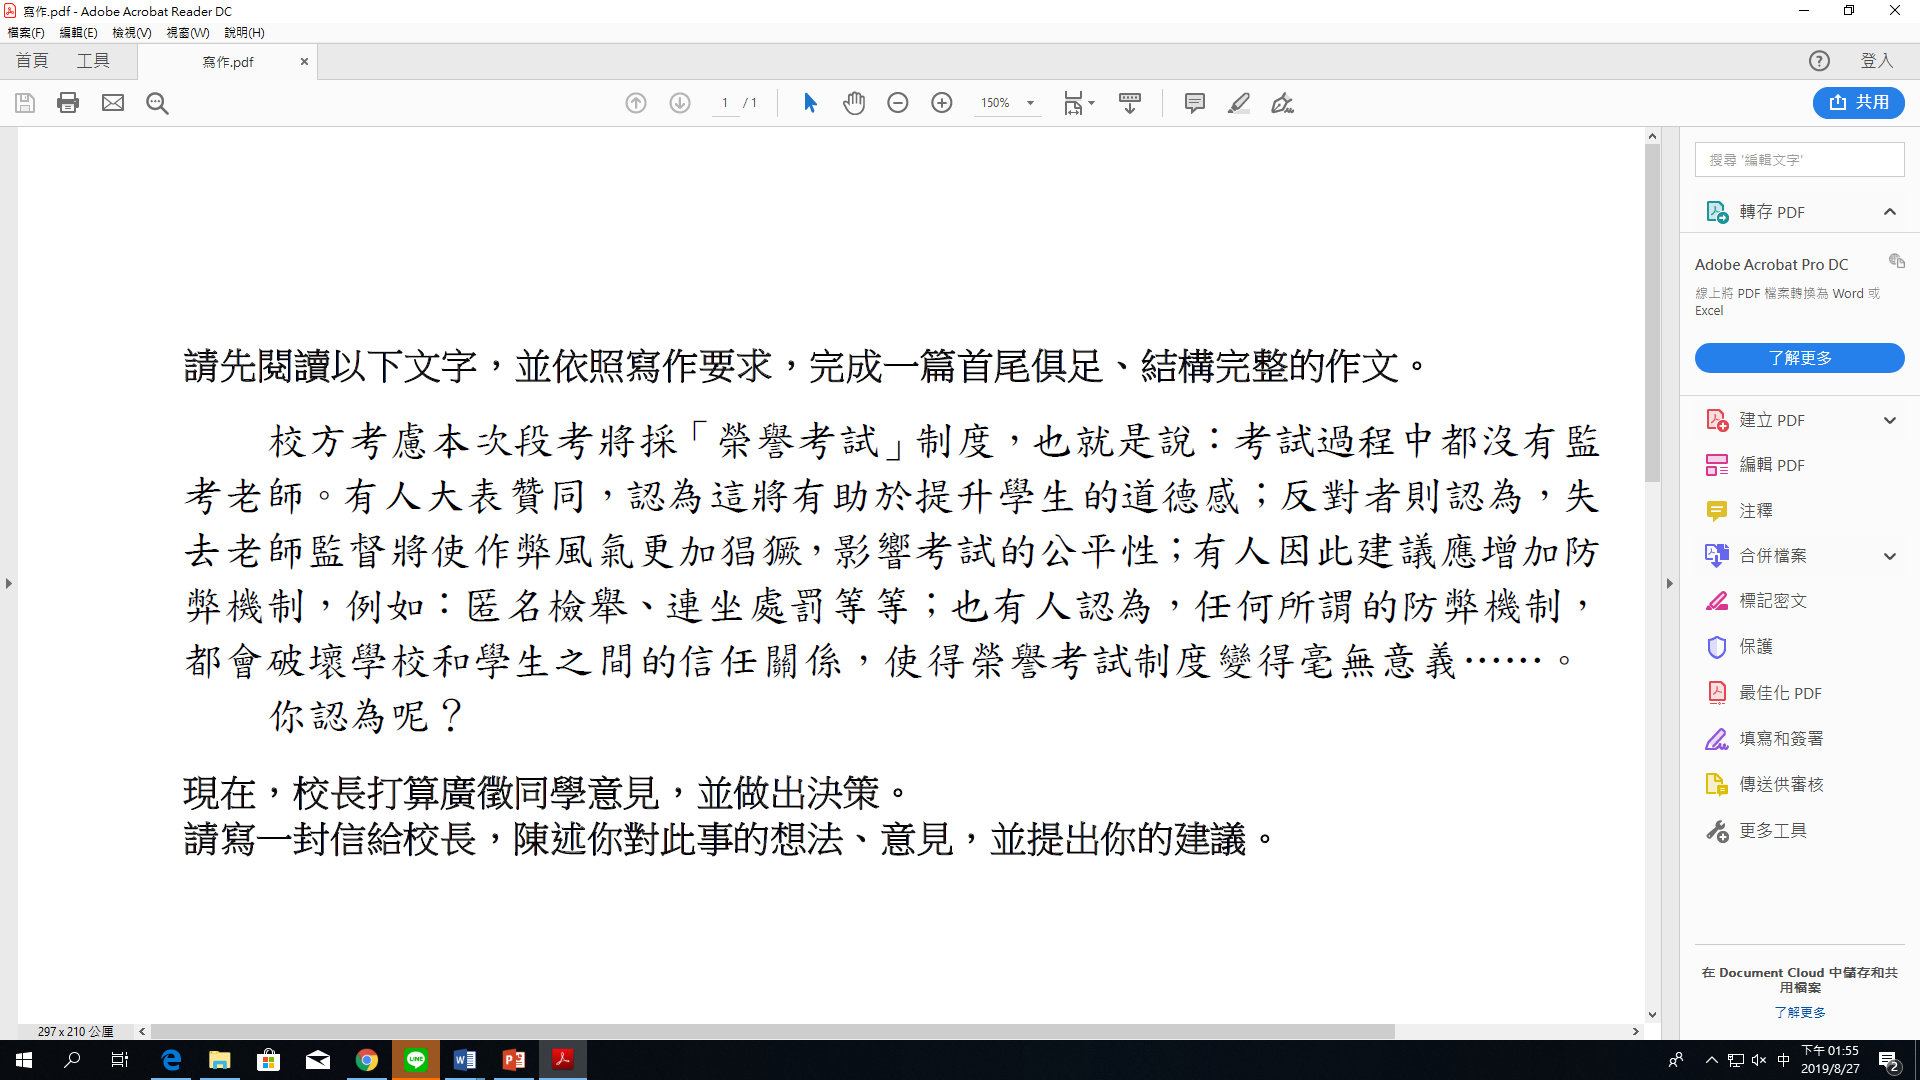 寫作.pdf - Adobe Acrobat Reader DC
檔案(F) 編輯(E) 檢視(V) 視窗(W) 說明(H)
首頁 工具 寫作.pdf × ? 登入
1 / 1 150% 共用
搜尋 '編輯文字'
轉存 PDF
Adobe Acrobat Pro DC
線上將 PDF 檔案轉換為 Word 或
Excel
了解更多
建立 PDF
編輯 PDF
注釋
合併檔案
標記密文
保護
最佳化 PDF
填寫和簽署
傳送供審核
更多工具
在 Document Cloud 中儲存和共
用檔案
了解更多
請先閱讀以下文字，並依照寫作要求，完成一篇首尾俱足、結構完整的作文。
校方考慮本次段考將採「榮譽考試」制度，也就是說：考試過程中都沒有監
考老師。有人大表贊同，認為這將有助於提升學生的道德感；反對者則認為，失
去老師監督將使作弊風氣更加猖獗，影響考試的公平性；有人因此建議應增加防
弊機制，例如：匿名檢舉、連坐處罰等等；也有人認為，任何所謂的防弊機制，
都會破壞學校和學生之間的信任關係，使得榮譽考試制度變得毫無意義……。
你認為呢？
現在，校長打算廣徵同學意見，並做出決策。
請寫一封信給校長，陳述你對此事的想法、意見，並提出你的建議。
297 x 210 公厘
LINE
中
下午 01:55
2019/8/27
2